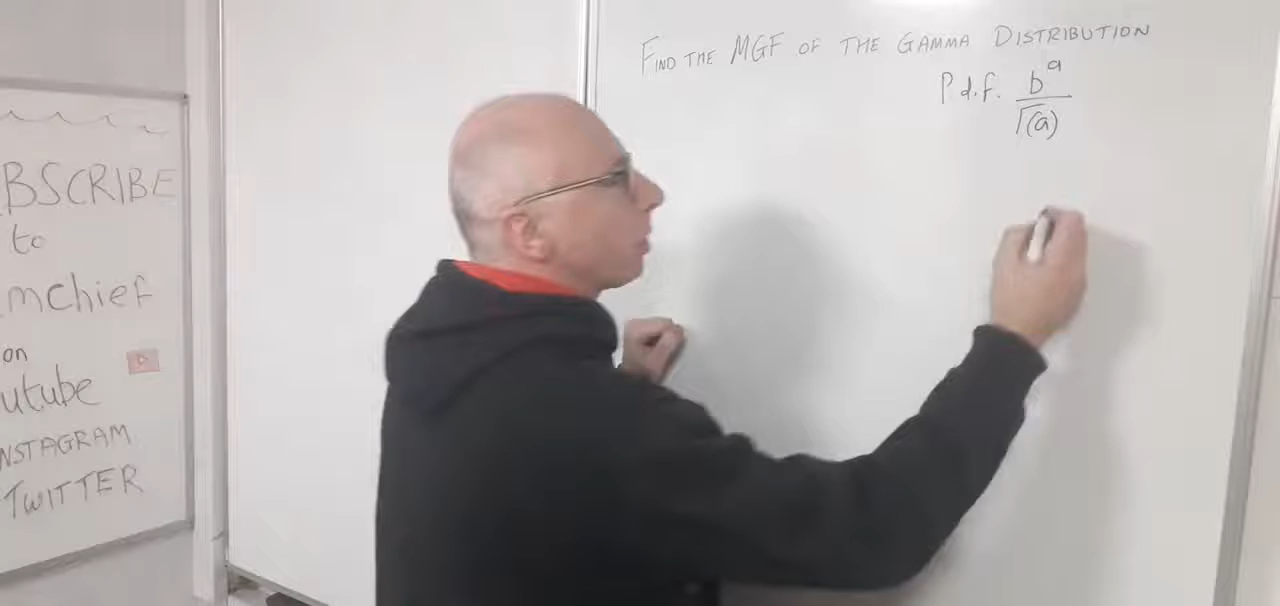 FIND THE MGF OF THE GAMMA DISTRIBUTION
P.d.f. b^a
Γ(a)
BSCRIBE
to
mchief
on
utube
NSTAGRAM
TWITTER